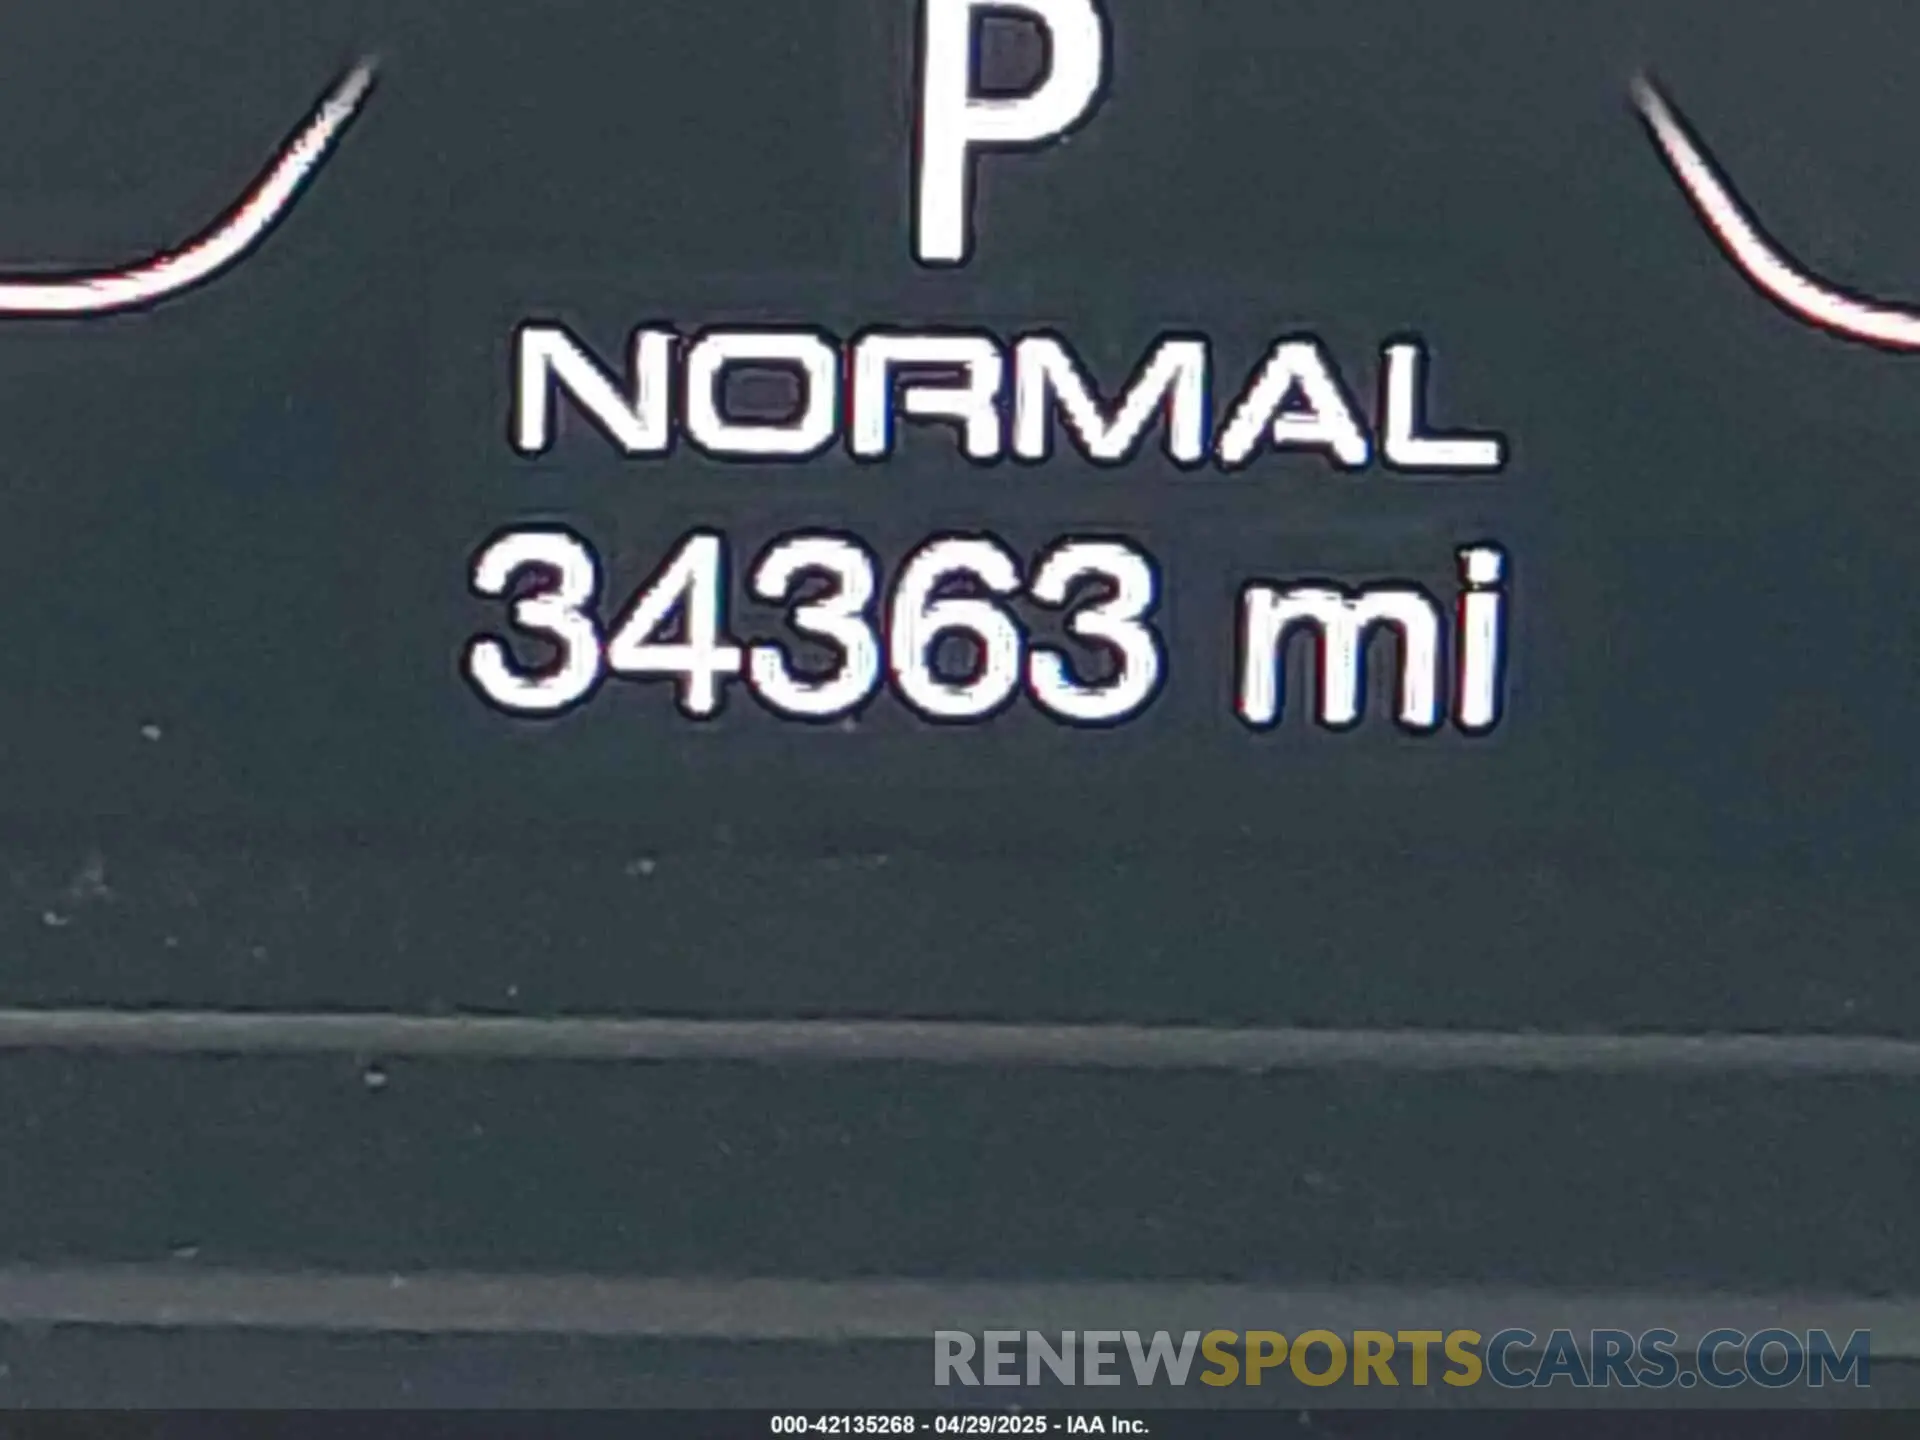 P
NORMAL
34363 mi
RENEWSPORTSCARS.COM
000-42135268 - 04/29/2025 - IAA Inc.